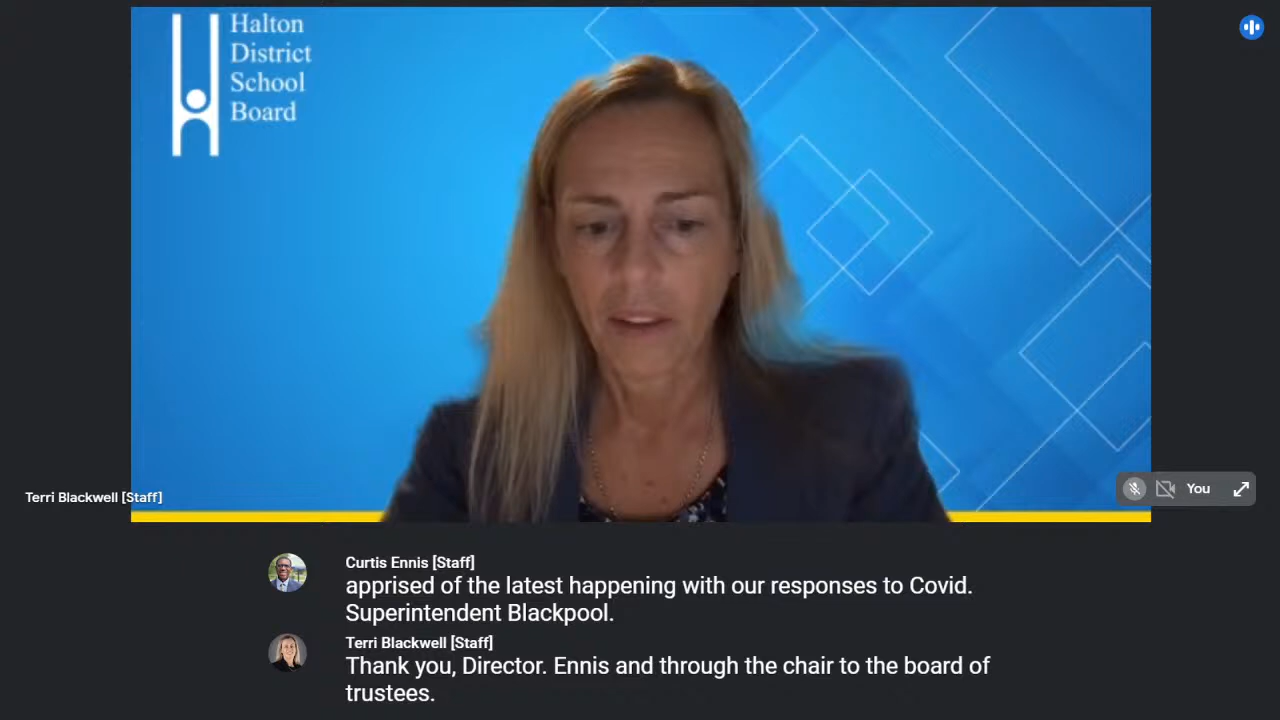 Halton
District
School
Board
Terri Blackwell [Staff]
You
Curtis Ennis [Staff]
apprised of the latest happening with our responses to Covid.
Superintendent Blackpool.
Terri Blackwell [Staff]
Thank you, Director. Ennis and through the chair to the board of
trustees.